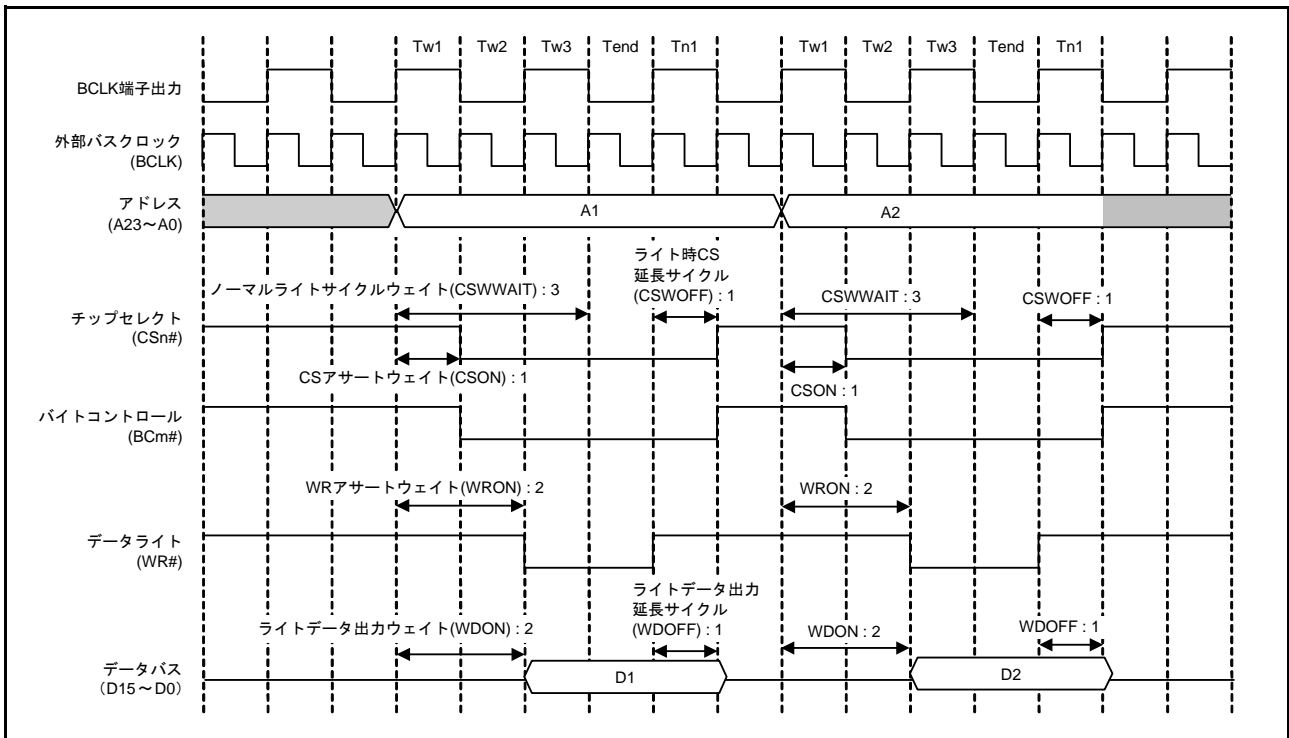 Tw1 Tw2 Tw3 Tend Tn1 Tw1 Tw2 Tw3 Tend Tn1
BCLK端子出力
外部バスクロック
(BCLK)
アドレス
(A23～A0)
A1
A2
ライト時CS
延長サイクル
(CSWOFF) : 1
ノーマルライトサイクルウェイト(CSWWAIT) : 3
CSWWAIT : 3
CSWOFF : 1
チップセレクト
(CSn#)
CSアサートウェイト(CSON) : 1
CSON : 1
バイトコントロール
(BCm#)
WRアサートウェイト(WRON) : 2
WRON : 2
データライト
(WR#)
ライトデータ出力
延長サイクル
(WDOFF) : 1
ライトデータ出力ウェイト(WDON) : 2
WDON : 2
WDOFF : 1
データバス
（D15～D0）
D1
D2